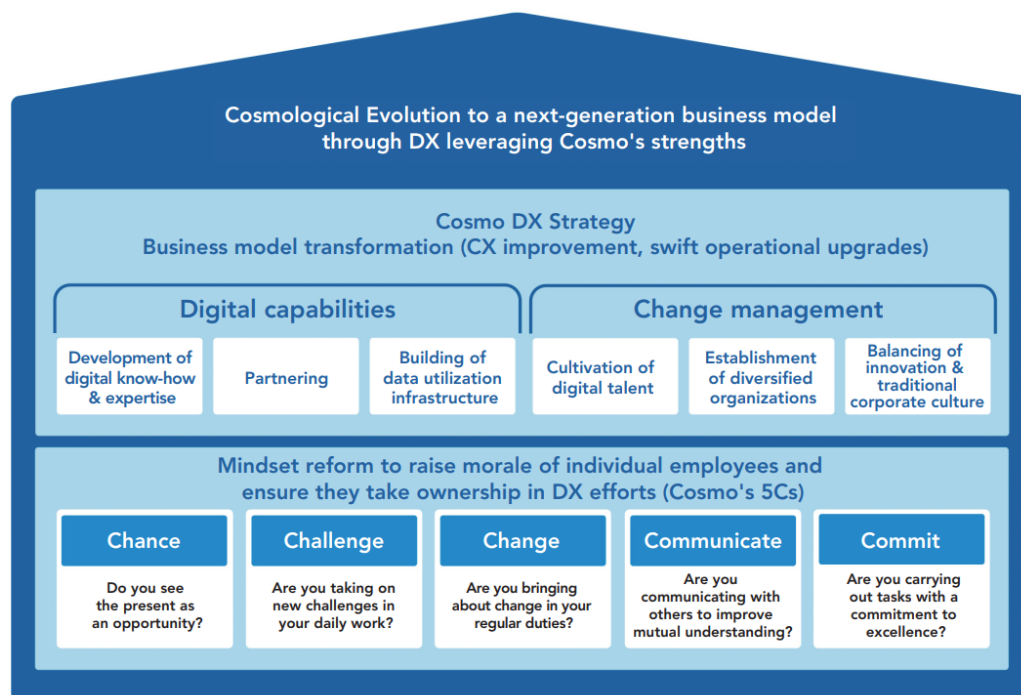 Cosmological Evolution to a next-generation business model
through DX leveraging Cosmo's strengths
Cosmo DX Strategy
Business model transformation (CX improvement, swift operational upgrades)
Digital capabilities
Development of
digital know-how
& expertise
Partnering
Building of
data utilization
infrastructure
Change management
Cultivation of
digital talent
Establishment
of diversified
organizations
Balancing of
innovation &
traditional
corporate culture
Mindset reform to raise morale of individual employees and
ensure they take ownership in DX efforts (Cosmo's 5Cs)
Chance
Do you see
the present as
an opportunity?
Challenge
Are you taking on
new challenges in
your daily work?
Change
Are you bringing
about change in your
regular duties?
Communicate
Are you
communicating with
others to improve
mutual understanding?
Commit
Are you carrying
out tasks with a
commitment to
excellence?